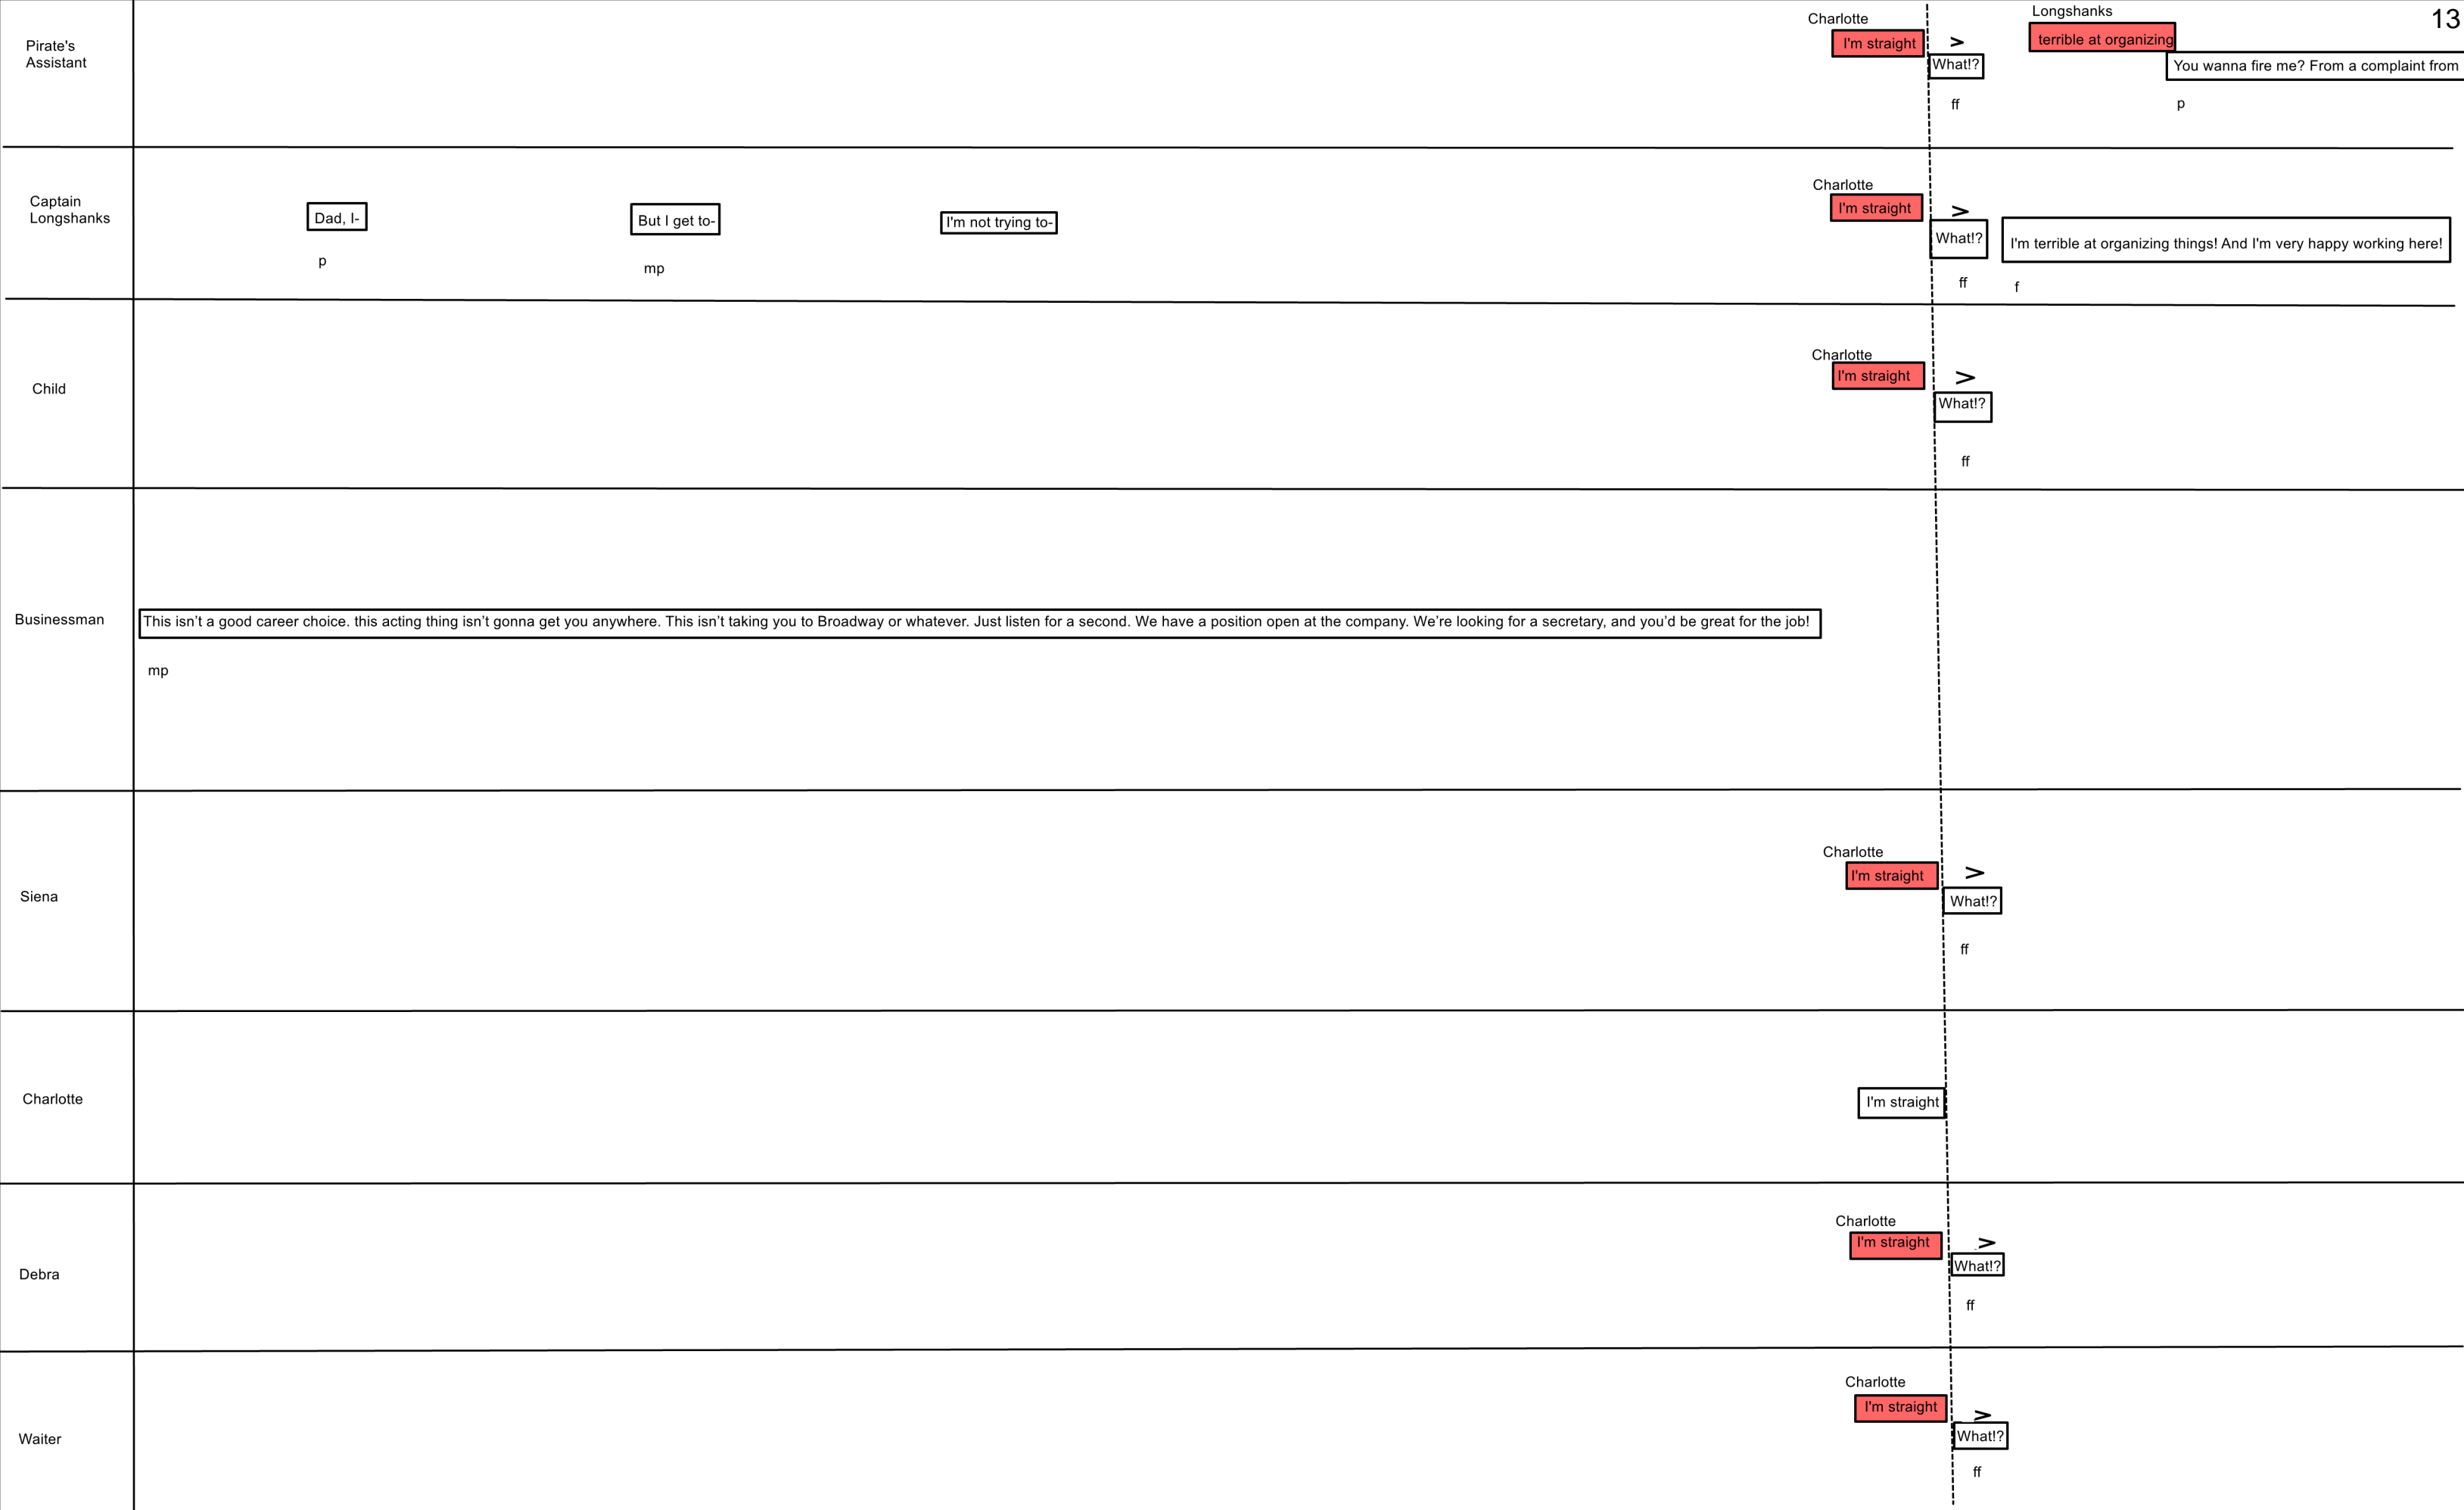 13
Pirate's
Assistant
Charlotte
I'm straight
>
What!?
ff
Longshanks
terrible at organizing
You wanna fire me? From a complaint from
p
Captain
Longshanks
Dad, I-
p
But I get to-
mp
I'm not trying to-
Charlotte
I'm straight
>
What!?
ff
I'm terrible at organizing things! And I'm very happy working here!
f
Child
Charlotte
I'm straight
>
What!?
ff
Businessman
This isn’t a good career choice. this acting thing isn’t gonna get you anywhere. This isn’t taking you to Broadway or whatever. Just listen for a second. We have a position open at the company. We’re looking for a secretary, and you’d be great for the job!
mp
Siena
Charlotte
I'm straight
>
What!?
ff
Charlotte
I'm straight
Debra
Charlotte
I'm straight
>
What!?
ff
Waiter
Charlotte
I'm straight
>
What!?
ff